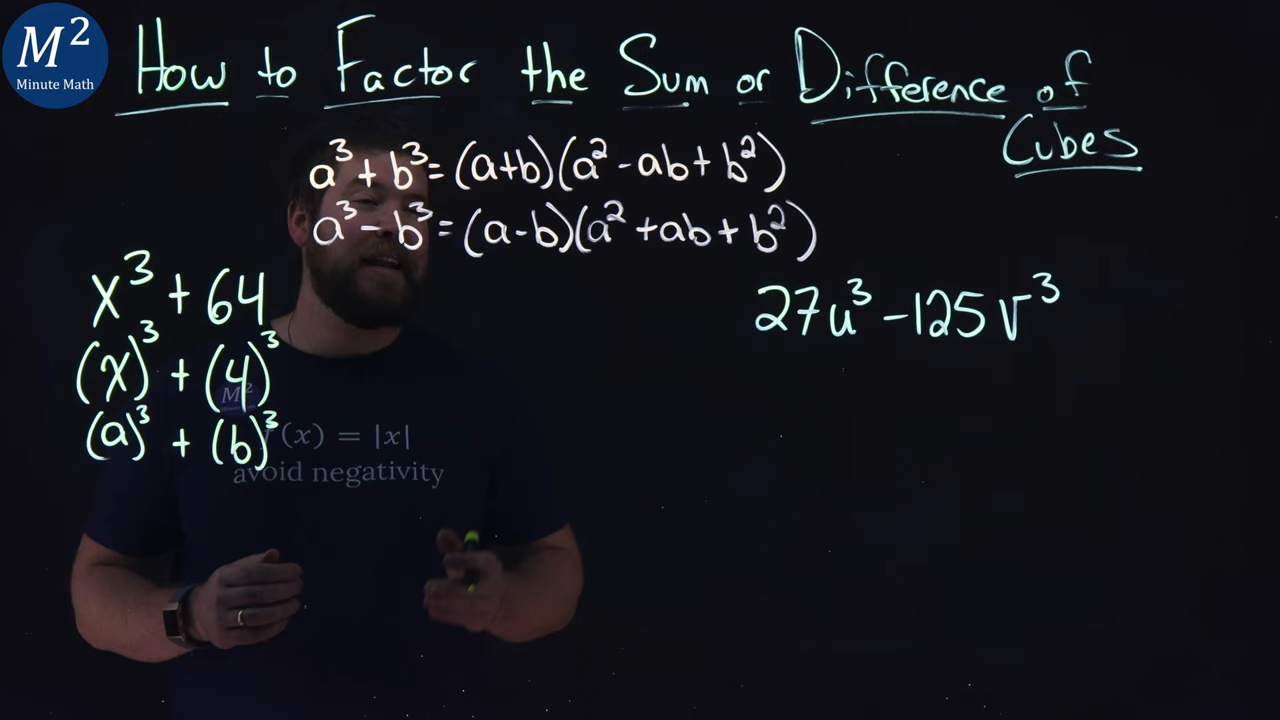 M²
Minute Math
How to Factor the Sum or Difference of
Cubes
a³ + b³ = (a+b)(a² - ab + b²)
a³ - b³ = (a-b)(a² + ab + b²)
x³ + 64
(x)³ + (4)³
(a)³ + (b)³
27u³ - 125v³
M²
f(x) = |x|
avoid negativity